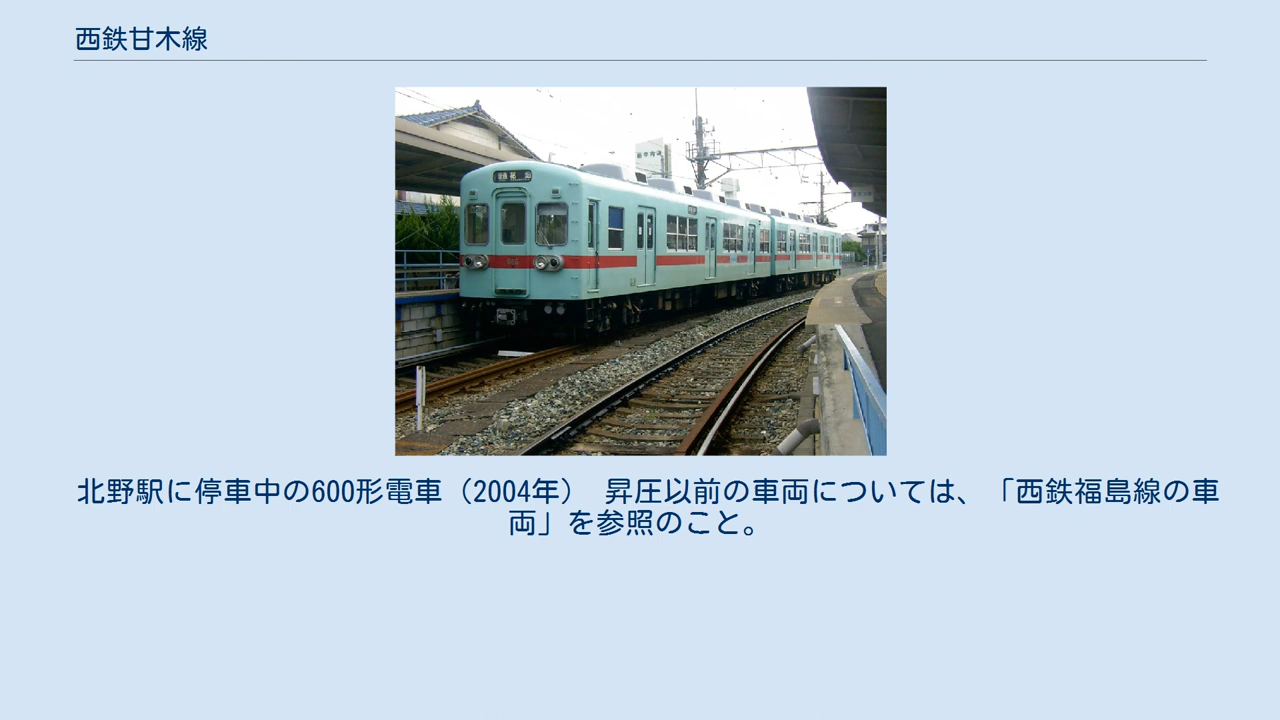 西鉄甘木線
北野駅に停車中の600形電車（2004年） 昇圧以前の車両については、「西鉄福島線の車
両」を参照のこと。